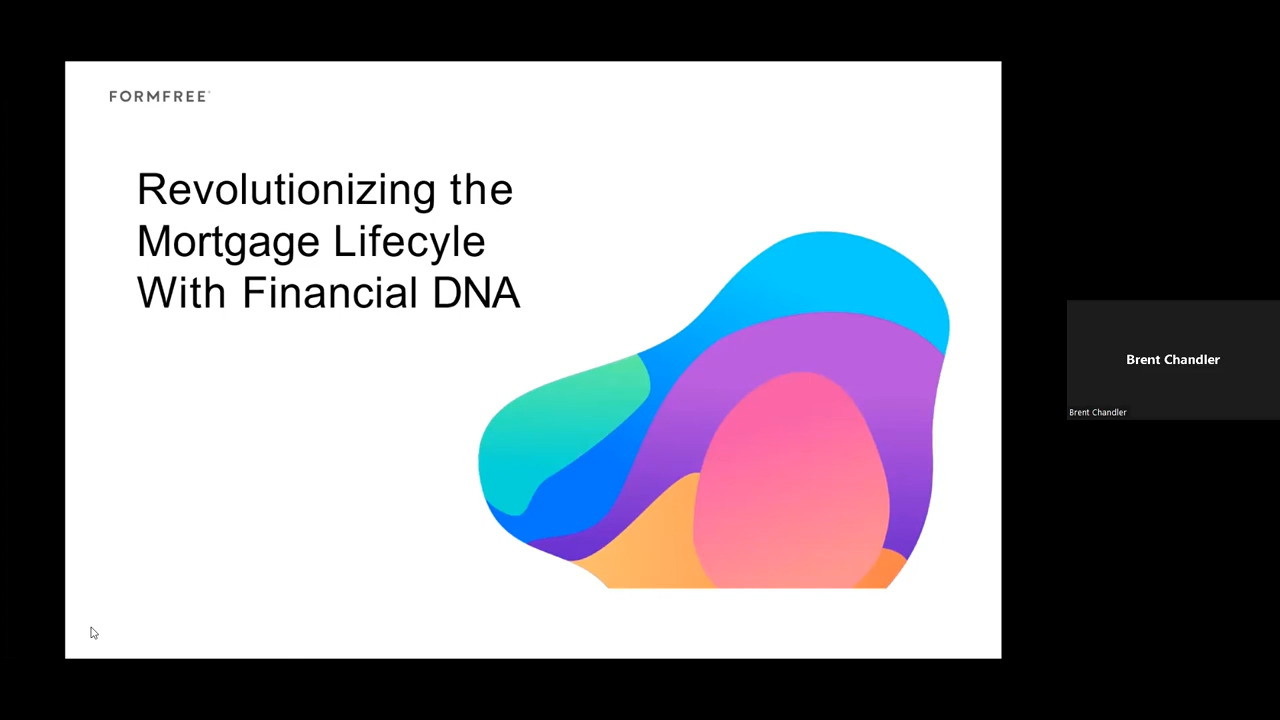 FORMFREE®
Revolutionizing the
Mortgage Lifecyle
With Financial DNA
Brent Chandler
Brent Chandler